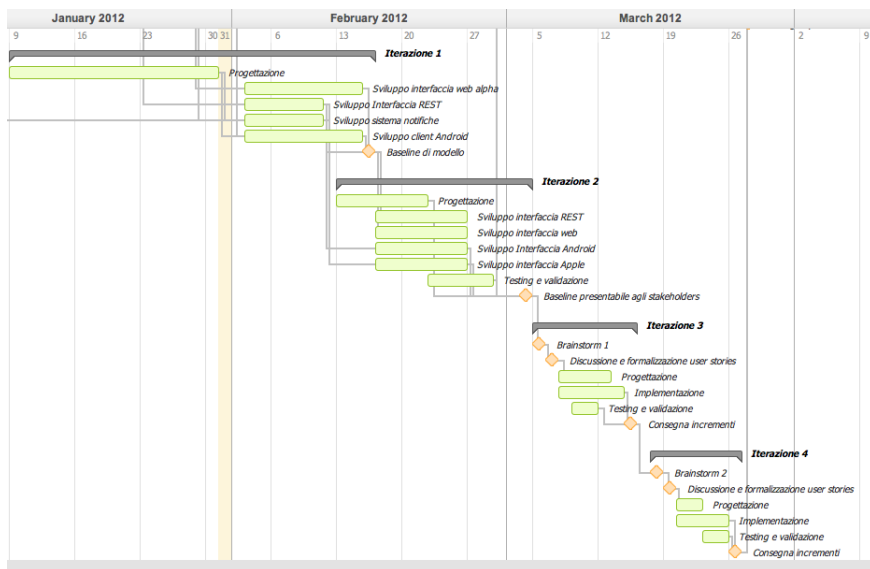 January 2012 February 2012 March 2012
9 16 23 30 31 6 13 20 27 5 12 19 26 2 9
Iterazione 1
Progettazione
Sviluppo interfaccia web alpha
Sviluppo Interfaccia REST
Sviluppo sistema notifiche
Sviluppo client Android
Baseline di modello
Iterazione 2
Progettazione
Sviluppo interfaccia REST
Sviluppo interfaccia web
Sviluppo Interfaccia Android
Sviluppo interfaccia Apple
Testing e validazione
Baseline presentabile agli stakeholders
Iterazione 3
Brainstorm 1
Discussione e formalizzazione user stories
Progettazione
Implementazione
Testing e validazione
Consegna incrementi
Iterazione 4
Brainstorm 2
Discussione e formalizzazione user stories
Progettazione
Implementazione
Testing e validazione
Consegna incrementi